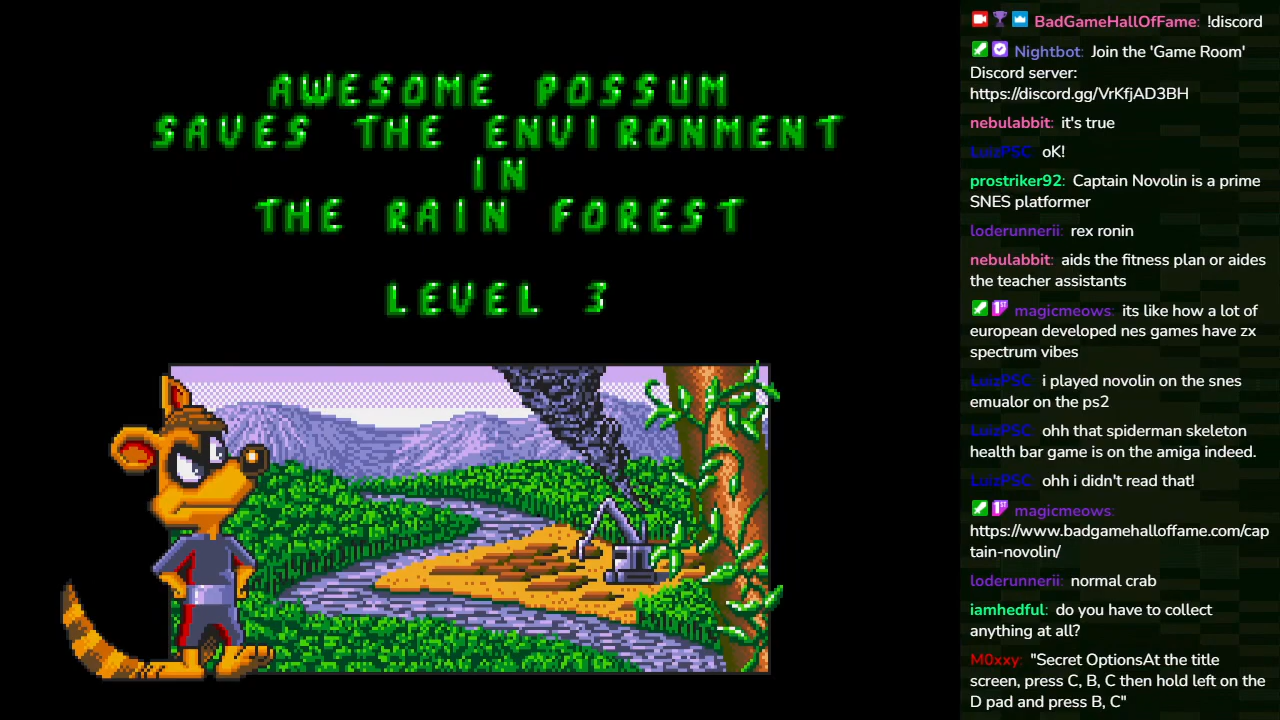 AWESOME POSSUM
SAVES THE ENVIRONMENT
IN
THE RAIN FOREST
LEVEL 3
BadGameHallOfFame: !discord
Nightbot: Join the 'Game Room'
Discord server:
https://discord.gg/VrKfjAD3BH
nebulabbit: it's true
LuizPSC: oK!
prostriker92: Captain Novolin is a prime
SNES platformer
loderunnerii: rex ronin
nebulabbit: aids the fitness plan or aides
the teacher assistants
1ST magicmeows: its like how a lot of
european developed nes games have zx
spectrum vibes
LuizPSC: i played novolin on the snes
emualor on the ps2
LuizPSC: ohh that spiderman skeleton
health bar game is on the amiga indeed.
LuizPSC: ohh i didn't read that!
1ST magicmeows:
https://www.badgamehalloffame.com/cap
tain-novolin/
loderunnerii: normal crab
iamhedful: do you have to collect
anything at all?
M0xxy: "Secret OptionsAt the title
screen, press C, B, C then hold left on the
D pad and press B, C"